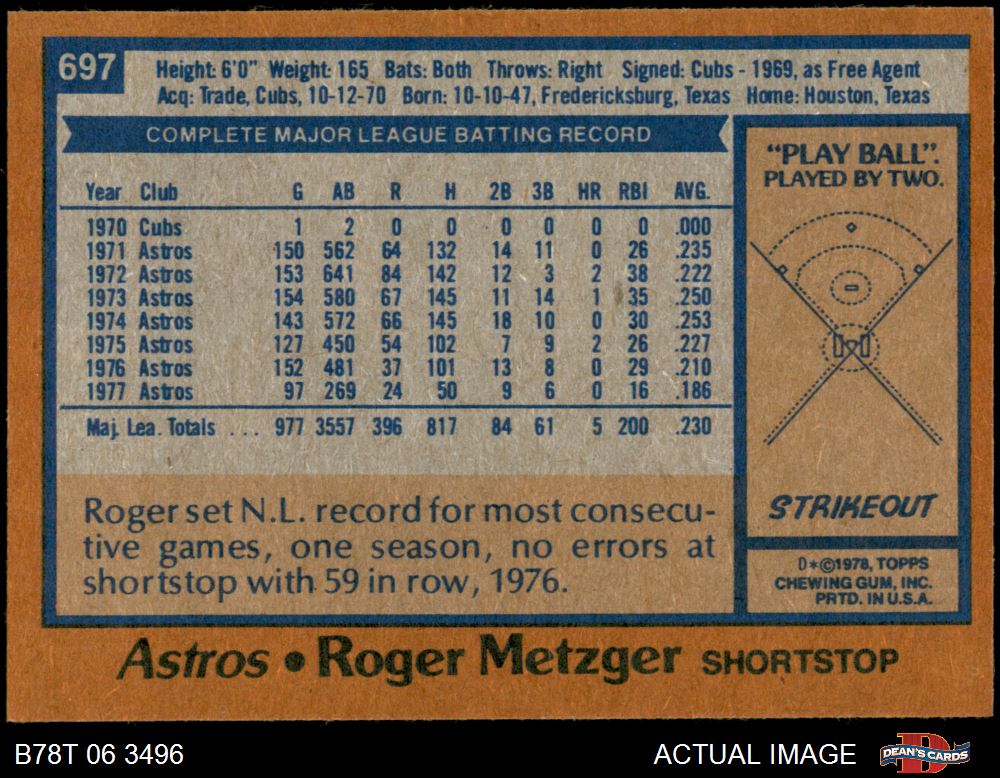 697
Height: 6'0" Weight: 165 Bats: Both Throws: Right Signed: Cubs - 1969, as Free Agent
Acq: Trade, Cubs, 10-12-70 Born: 10-10-47, Fredericksburg, Texas Home: Houston, Texas
COMPLETE MAJOR LEAGUE BATTING RECORD
Year Club G AB R H 2B 3B HR RBI AVG.
1970 Cubs 1 2 0 0 0 0 0 0 .000
1971 Astros 150 562 64 132 14 11 0 26 .235
1972 Astros 153 641 84 142 12 3 2 38 .222
1973 Astros 154 580 67 145 11 14 1 35 .250
1974 Astros 143 572 66 145 18 10 0 30 .253
1975 Astros 127 450 54 102 7 9 2 26 .227
1976 Astros 152 481 37 101 13 8 0 29 .210
1977 Astros 97 269 24 50 9 6 0 16 .186
Maj. Lea. Totals . . . 977 3557 396 817 84 61 5 200 .230
Roger set N.L. record for most consecu-
tive games, one season, no errors at
shortstop with 59 in row, 1976.
"PLAY BALL".
PLAYED BY TWO.
STRIKEOUT
D*©1978, TOPPS
CHEWING GUM, INC.
PRTD. IN U.S.A.
Astros • Roger Metzger SHORTSTOP
B78T 06 3496 ACTUAL IMAGE
DEAN'S CARDS